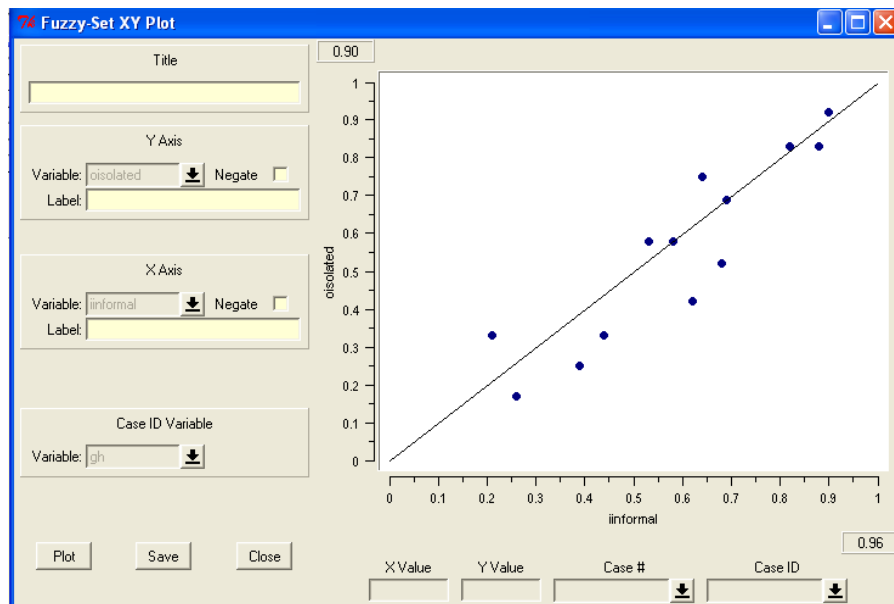 Fuzzy-Set XY Plot
Title
Y Axis
Variable: oisolated Negate
Label:
X Axis
Variable: iinformal Negate
Label:
Case ID Variable
Variable: gh
Plot Save Close
0.90
1
0.9
0.8
0.7
0.6
0.5
0.4
0.3
0.2
0.1
0
oisolated
0 0.1 0.2 0.3 0.4 0.5 0.6 0.7 0.8 0.9 1
iinformal
0.96
X Value Y Value Case # Case ID